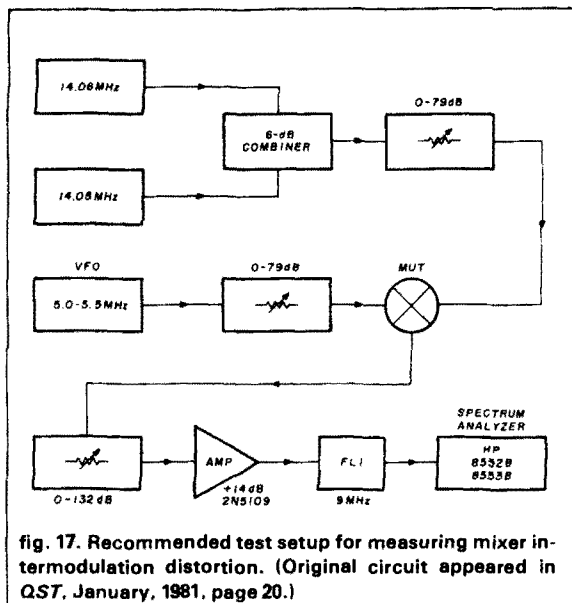 14.06MHz
0-79dB
6-dB
COMBINER
14.08MHz
VFO
0-79dB
MUT
5.0-5.5MHz
SPECTRUM
ANALYZER
AMP
FL1
HP
8552B
8553B
0-132dB
+14dB
2N5109
9MHz
fig. 17. Recommended test setup for measuring mixer in-
termodulation distortion. (Original circuit appeared in
QST, January, 1981, page 20.)